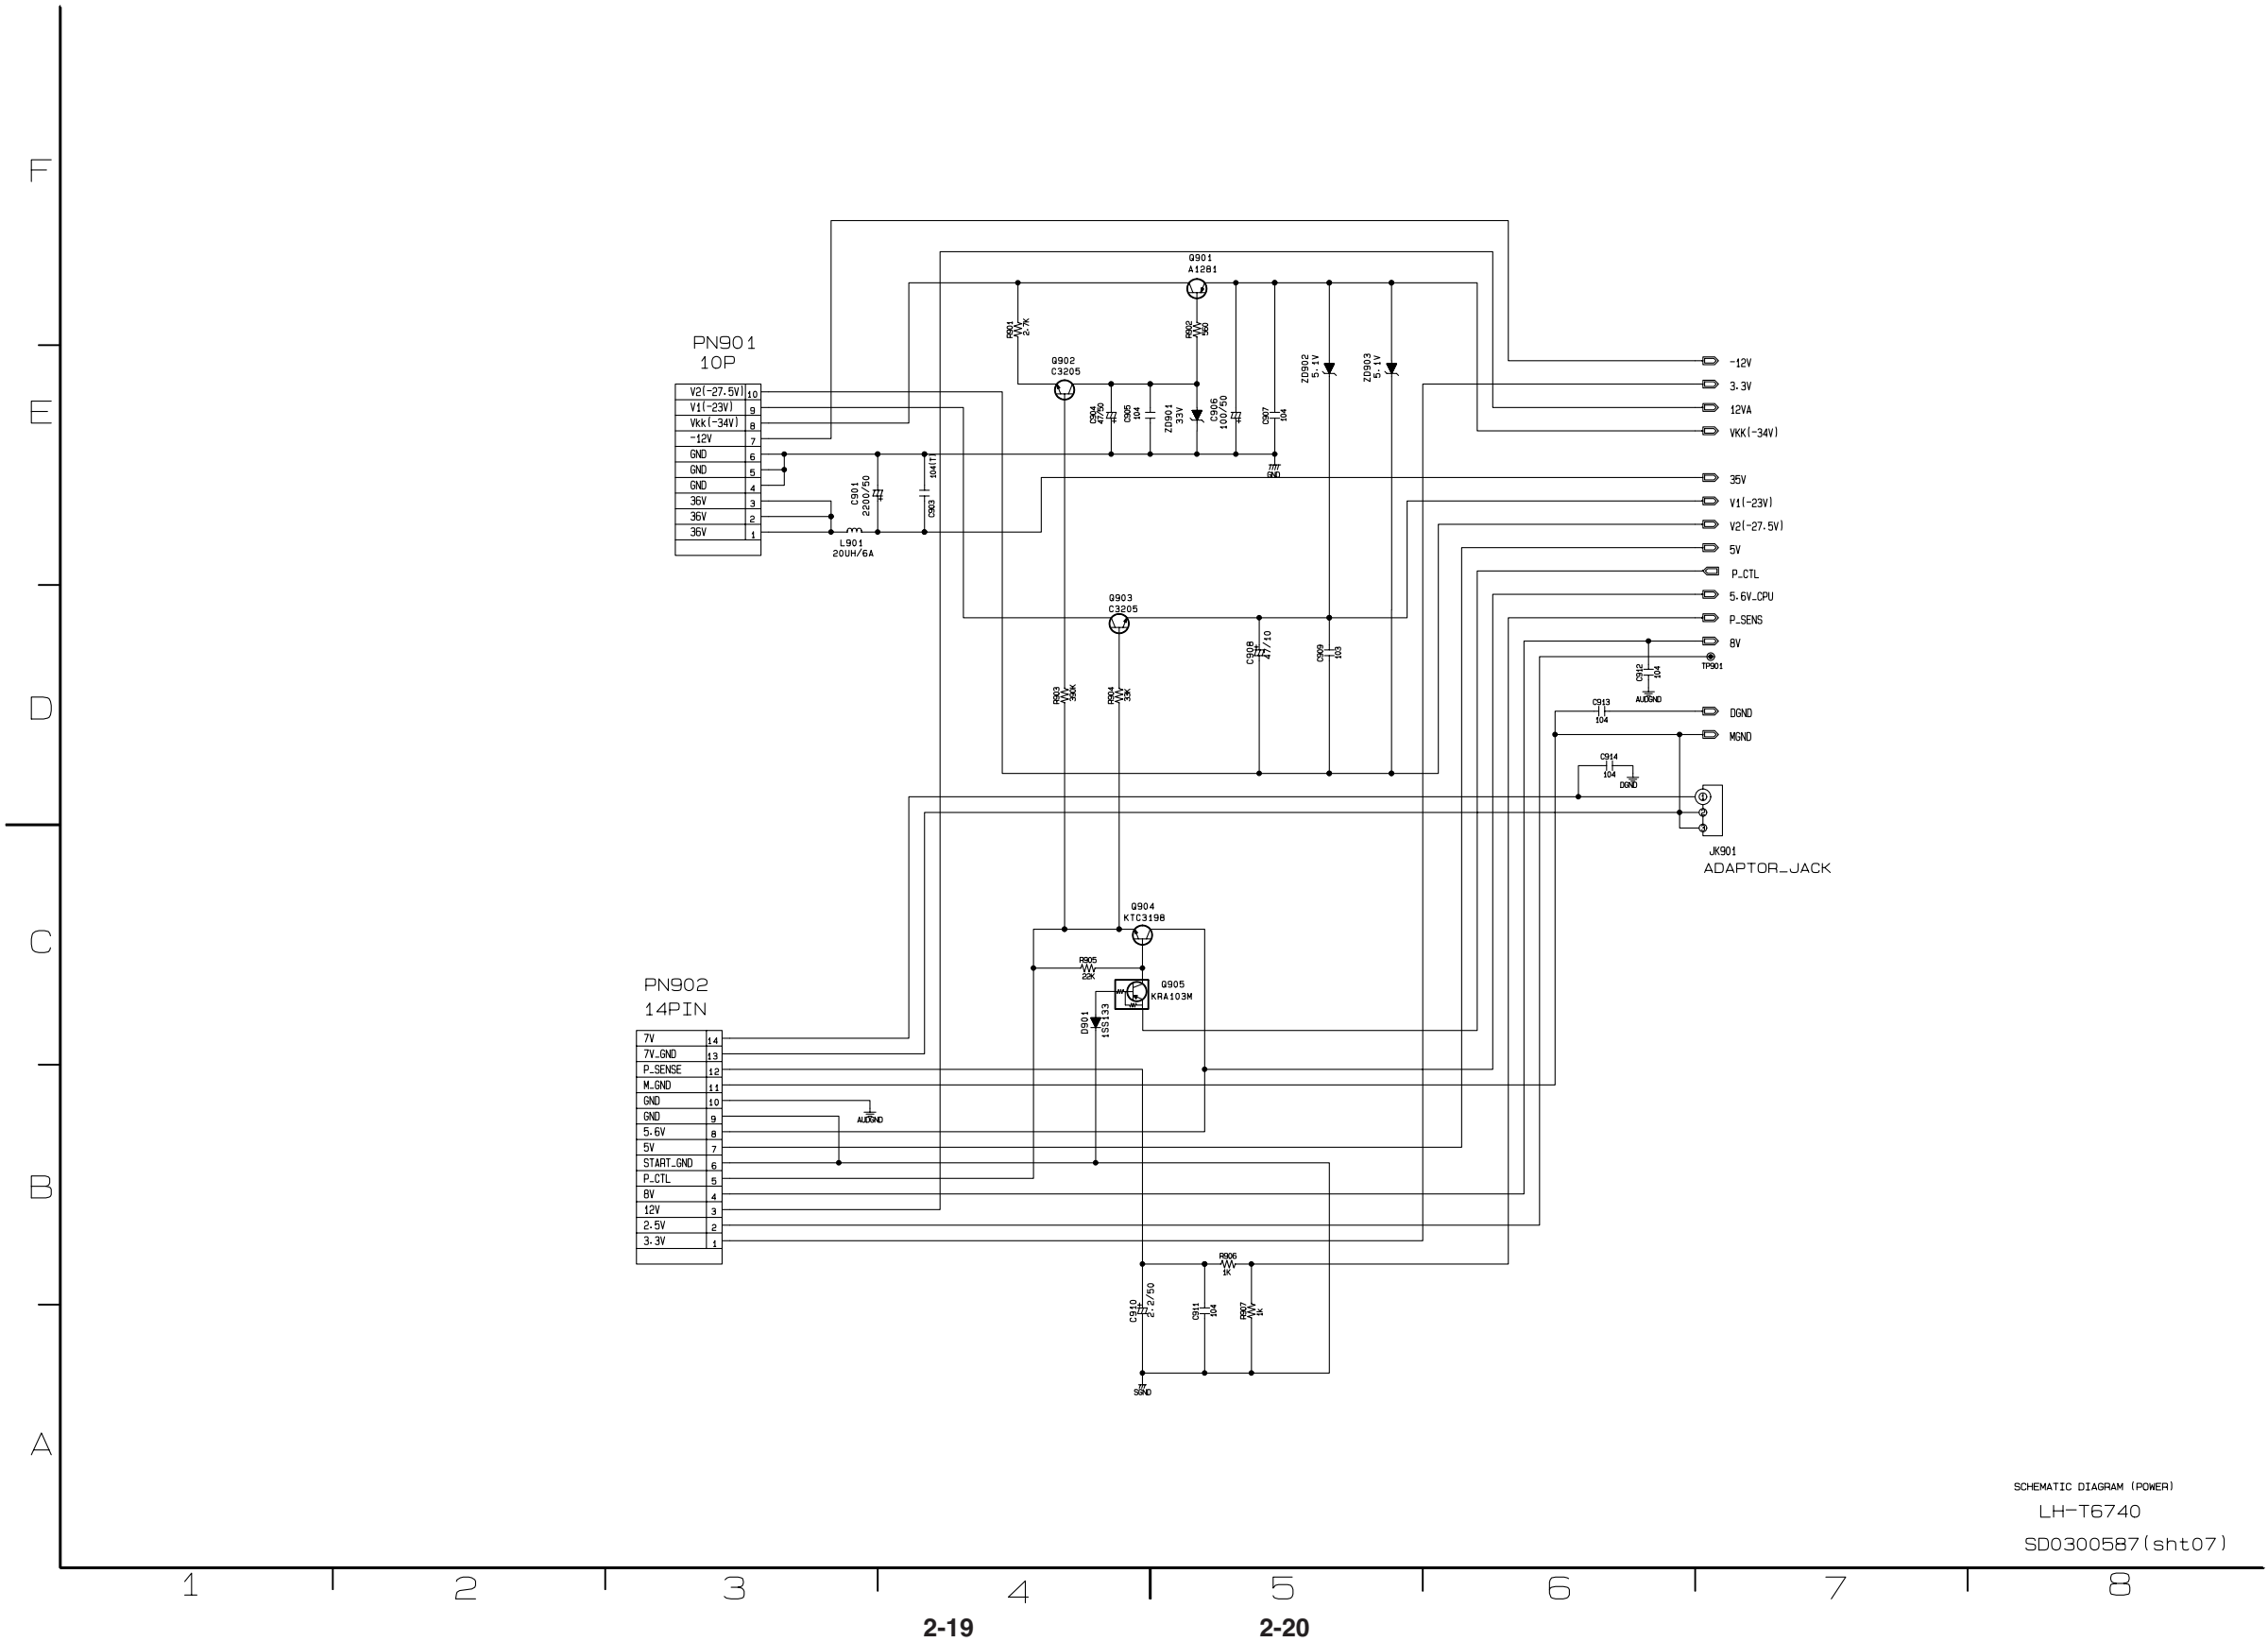 F
E
D
C
B
A
Q901
A1281
R901
2.7K
R902
560
PN901
10P
Q902
C3205
ZD902
5.1V
ZD903
5.1V
V2(-27.5V) 10
V1(-23V) 9
Vkk(-34V) 8
-12V 7
GND 6
GND 5
GND 4
36V 3
36V 2
36V 1
C904
47/50
C905
104
ZD901
33V
C906
100/50
C907
104
GND
C901
2200/50
104(T)
C903
L901
20UH/6A
-12V
3.3V
12VA
VKK(-34V)
35V
V1(-23V)
V2(-27.5V)
5V
P_CTL
5.6V_CPU
P_SENS
8V
TP901
DGND
MGND
Q903
C3205
C908
47/10
C909
103
R903
390K
R904
33K
C912
104
AUDGND
C913
104
C914
104
DGND
1
2
3
JK901
ADAPTOR_JACK
Q904
KTC3198
R905
22K
Q905
KRA103M
D901
1SS133
PN902
14PIN
7V 14
7V_GND 13
P_SENSE 12
M_GND 11
GND 10
GND 9
5.6V 8
5V 7
START_GND 6
P_CTL 5
8V 4
12V 3
2.5V 2
3.3V 1
AUDGND
R906
1K
C910
2.2/50
C911
104
R907
1k
SGND
SCHEMATIC DIAGRAM (POWER)
LH-T6740
SD0300587(sht07)
1 2 3 4 5 6 7 8
2-19 2-20